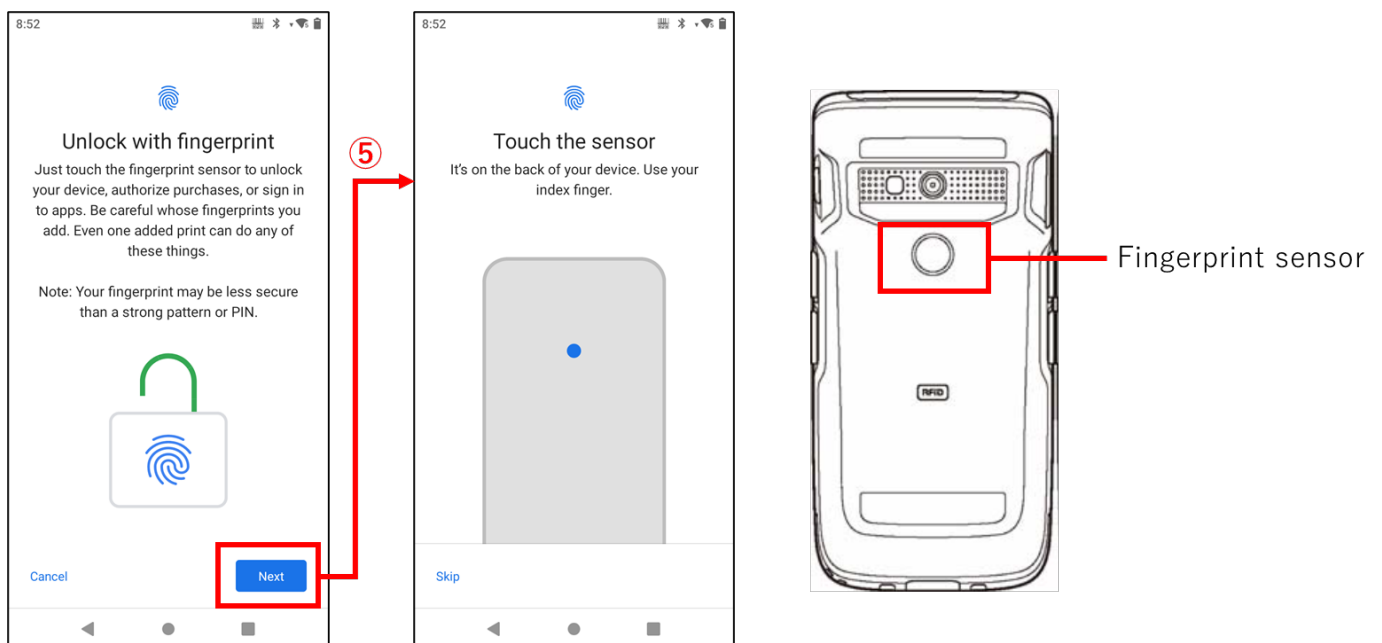 8:52
Unlock with fingerprint
Just touch the fingerprint sensor to unlock
your device, authorize purchases, or sign in
to apps. Be careful whose fingerprints you
add. Even one added print can do any of
these things.
Note: Your fingerprint may be less secure
than a strong pattern or PIN.
Cancel
Next
⑤
8:52
Touch the sensor
It's on the back of your device. Use your
index finger.
Skip
RFID
Fingerprint sensor